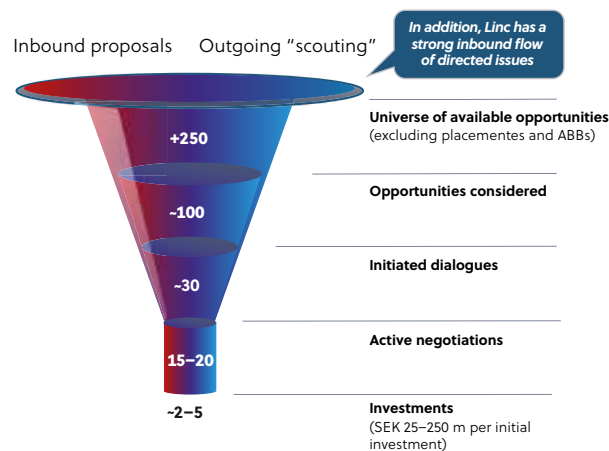 Inbound proposals
Outgoing “scouting”
In addition, Linc has a
strong inbound flow
of directed issues
+250
Universe of available opportunities
(excluding placementes and ABBs)
~100
Opportunities considered
~30
Initiated dialogues
15–20
Active negotiations
~2–5
Investments
(SEK 25–250 m per initial
investment)